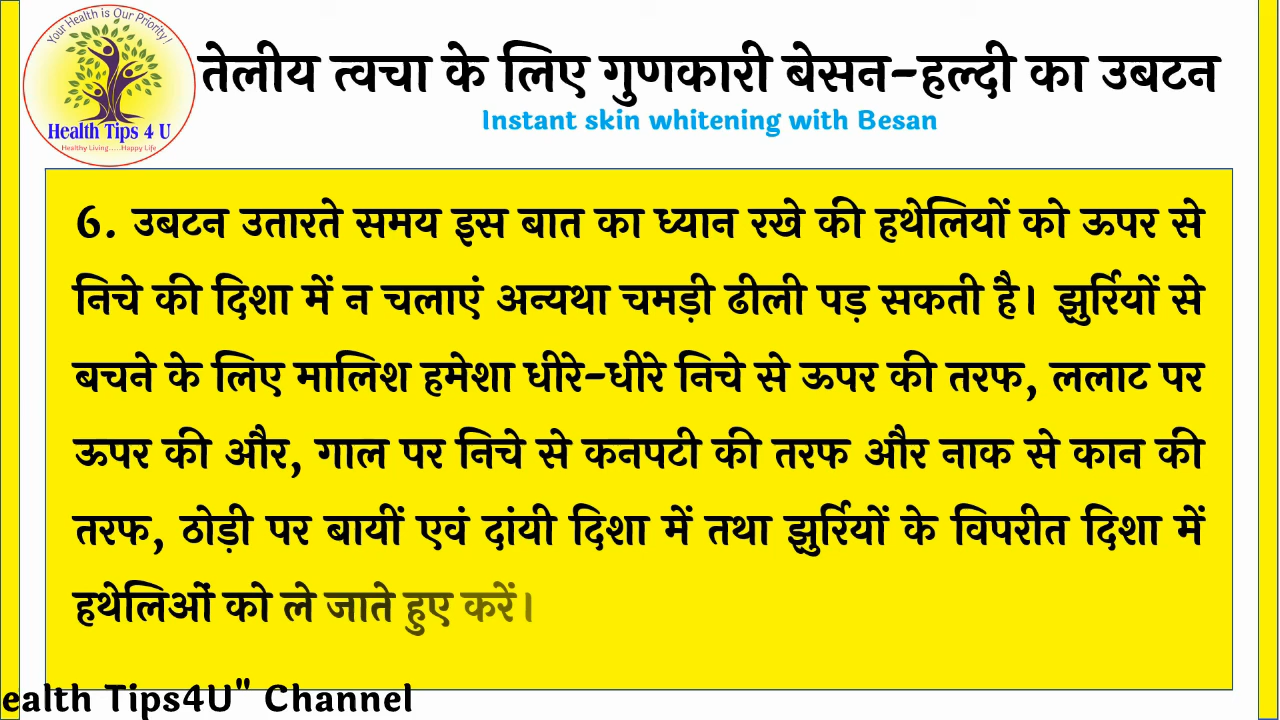 Your Health is Our Priority!
Health Tips 4 U
Healthy Living.....Happy Life
तेलीय त्वचा के लिए गुणकारी बेसन-हल्दी का उबटन
Instant skin whitening with Besan
6. उबटन उतारते समय इस बात का ध्यान रखे की हथेलियों को ऊपर से
निचे की दिशा में न चलाएं अन्यथा चमड़ी ढीली पड़ सकती है। झुर्रियों से
बचने के लिए मालिश हमेशा धीरे-धीरे निचे से ऊपर की तरफ, ललाट पर
ऊपर की और, गाल पर निचे से कनपटी की तरफ और नाक से कान की
तरफ, ठोड़ी पर बायीं एवं दांयी दिशा में तथा झुर्रियों के विपरीत दिशा में
हथेलिओं को ले जाते हुए करें।
ealth Tips4U" Channel